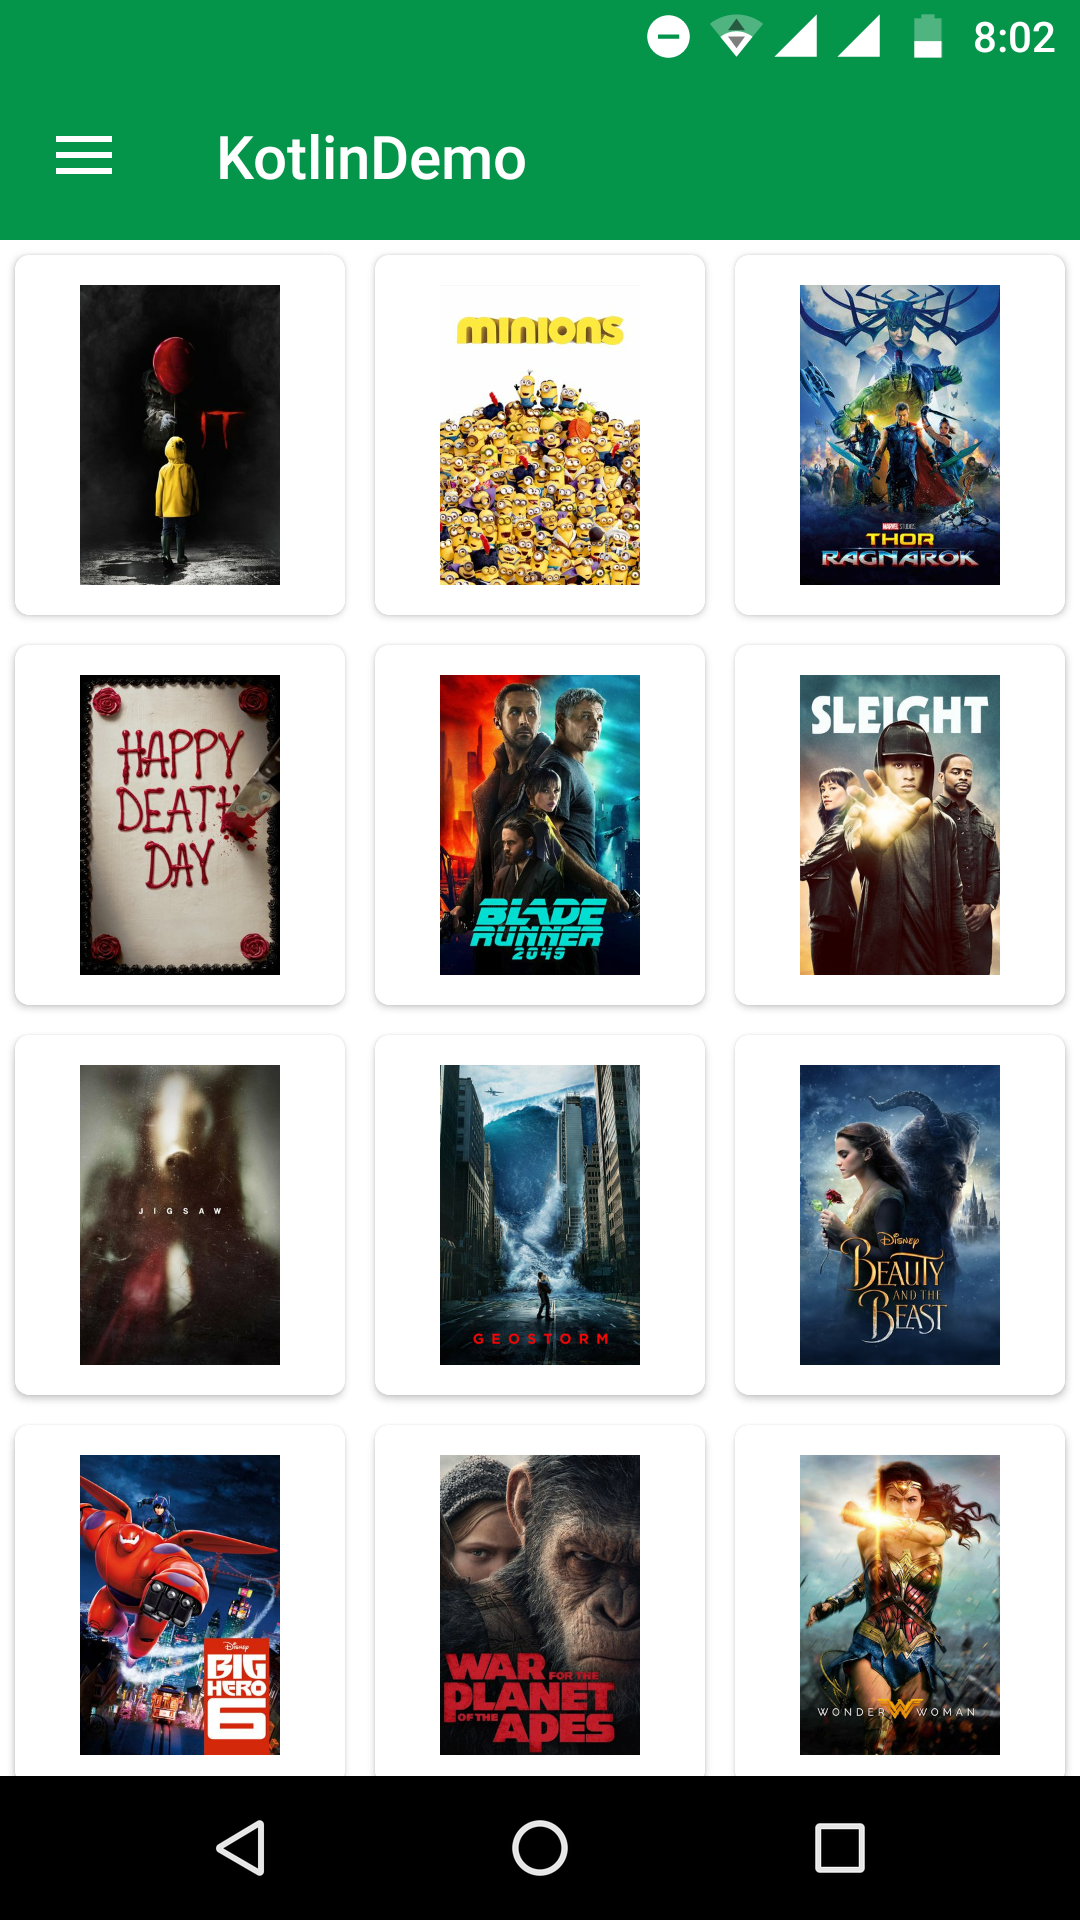 8:02
KotlinDemo
IT
MINIONS
MARVEL STUDIOS
THOR
RAGNAROK
HAPPY
DEATH
DAY
BLADE
RUNNER
2049
SLEIGHT
JIGSAW
GEOSTORM
Disney
BEAUTY
AND THE
BEAST
Disney
BIG
HERO
6
WAR FOR THE
PLANET
OF THE APES
WONDER WOMAN